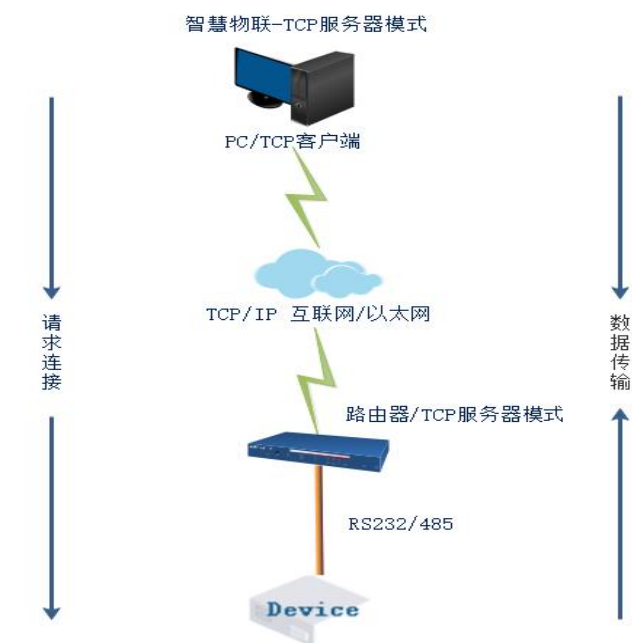 智慧物联-TCP服务器模式
PC/TCP客户端
TCP/IP 互联网/以太网
请求连接
数据传输
路由器/TCP服务器模式
RS232/485
Device